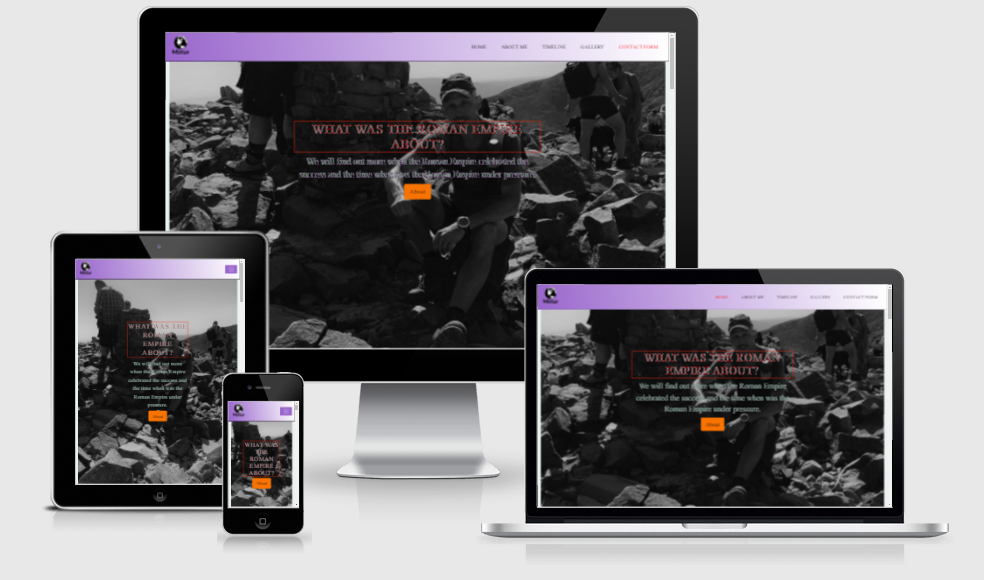 HOME ABOUT ME TIMELINE GALLERY CONTACT FORM
WHAT WAS THE ROMAN EMPIRE
ABOUT?
We will find out more when the Roman Empire celebrated the
success and the time when was the Roman Empire under pressure.
About
WHAT WAS THE
ROMAN
EMPIRE
ABOUT?
We will find out more
when the Roman Empire
celebrated the success and
the time when was the
Roman Empire under
pressure.
About
WHAT WAS
THE
ROMAN
EMPIRE
ABOUT?
About
HOME ABOUT ME TIMELINE GALLERY CONTACT FORM
WHAT WAS THE ROMAN
EMPIRE ABOUT?
We will find out more when the Roman Empire
celebrated the success and the time when was the
Roman Empire under pressure.
About